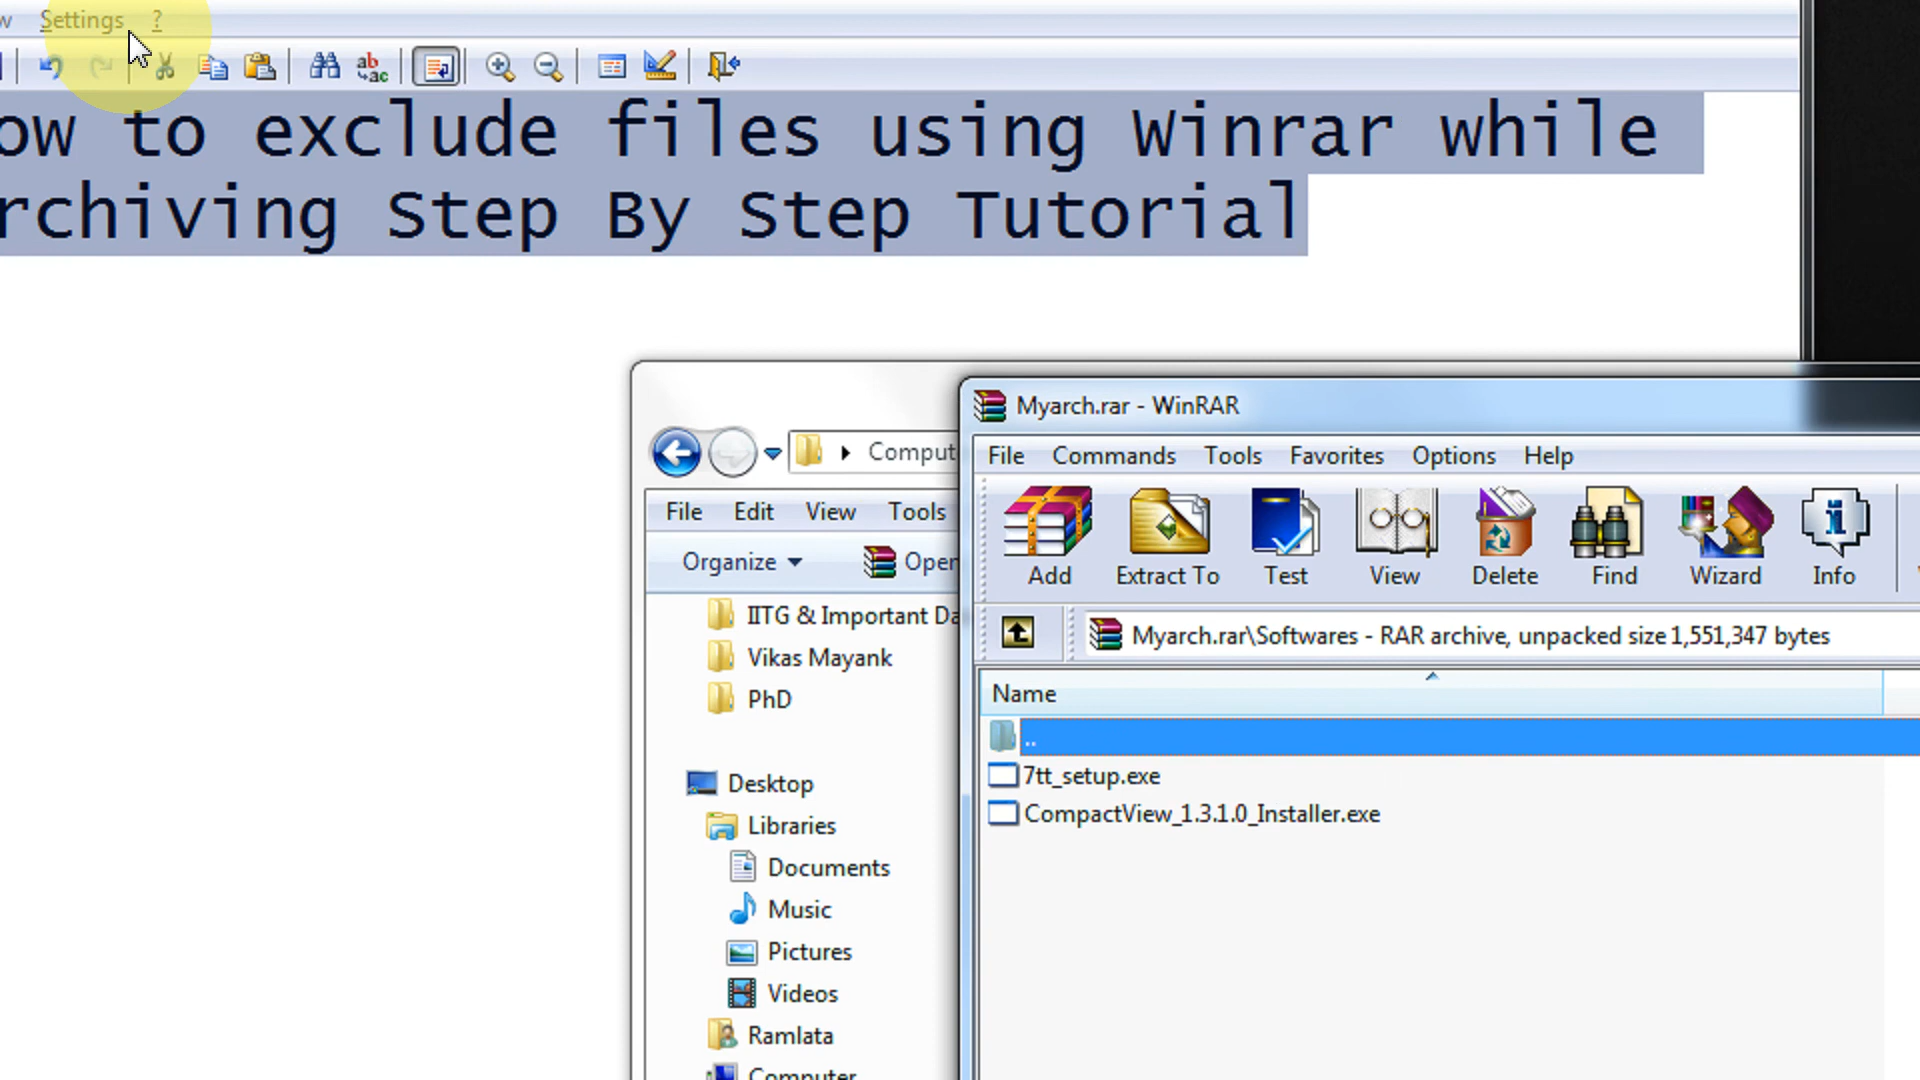 Settings ?
ow to exclude files using Winrar while
rchiving Step By Step Tutorial
Myarch.rar - WinRAR
File Commands Tools Favorites Options Help
Comput
File Edit View Tools
Add Extract To Test View Delete Find Wizard Info
Organize Open
Myarch.rar\Softwares - RAR archive, unpacked size 1,551,347 bytes
IITG & Important Da
Vikas Mayank
PhD
Name
..
7tt_setup.exe
CompactView_1.3.1.0_Installer.exe
Desktop
Libraries
Documents
Music
Pictures
Videos
Ramlata
Computer